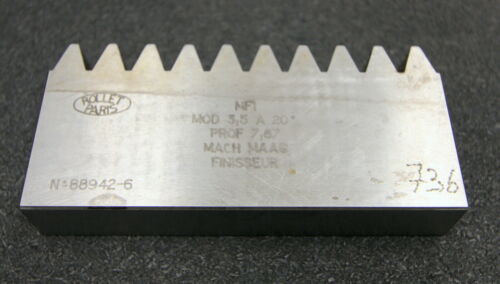 ROLLET
PARIS
NF1
MOD 3,5 A 20°
PROF 7,67
MACH MAAG
FINISSEUR
N°88942-6
736